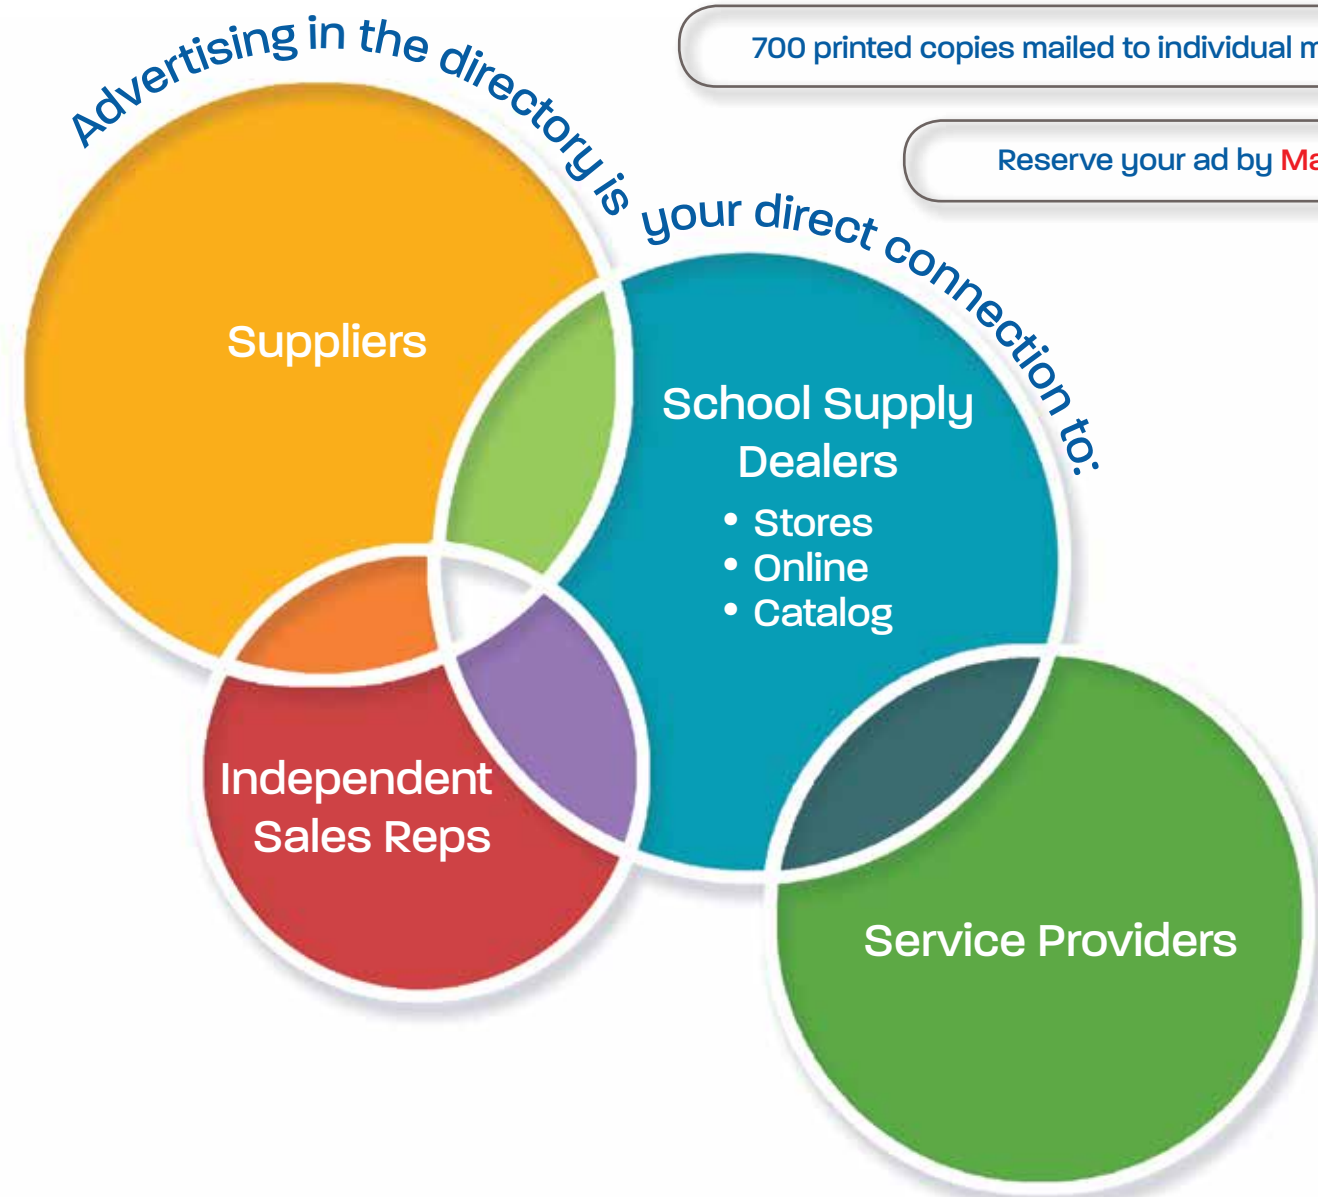 Advertising in the directory is your direct connection to:
700 printed copies mailed to individual
Reserve your ad by
Suppliers
School Supply
Dealers
• Stores
• Online
• Catalog
Independent
Sales Reps
Service Providers